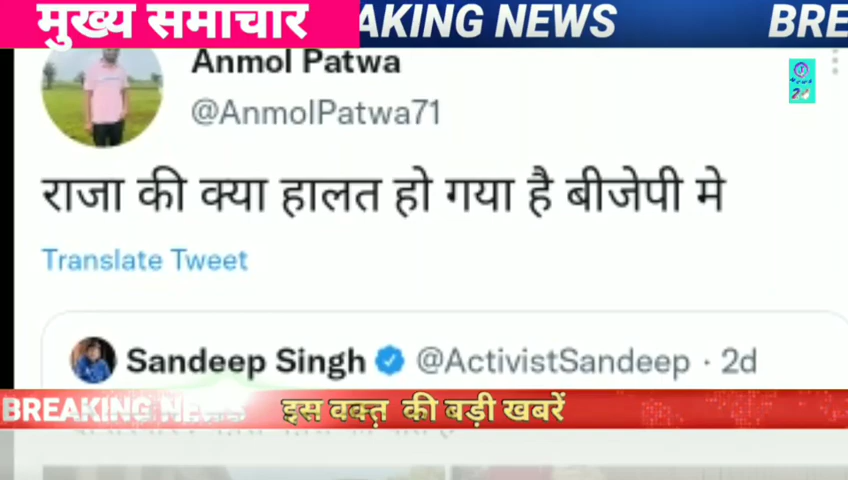 मुख्य समाचार
AKING NEWS
BRE
Anmol Patwa
@AnmolPatwa71
राजा की क्या हालत हो गया है बीजेपी मे
Translate Tweet
Sandeep Singh @ActivistSandeep · 2d
BREAKING NEWS इस वक्त़ की बड़ी खबरें